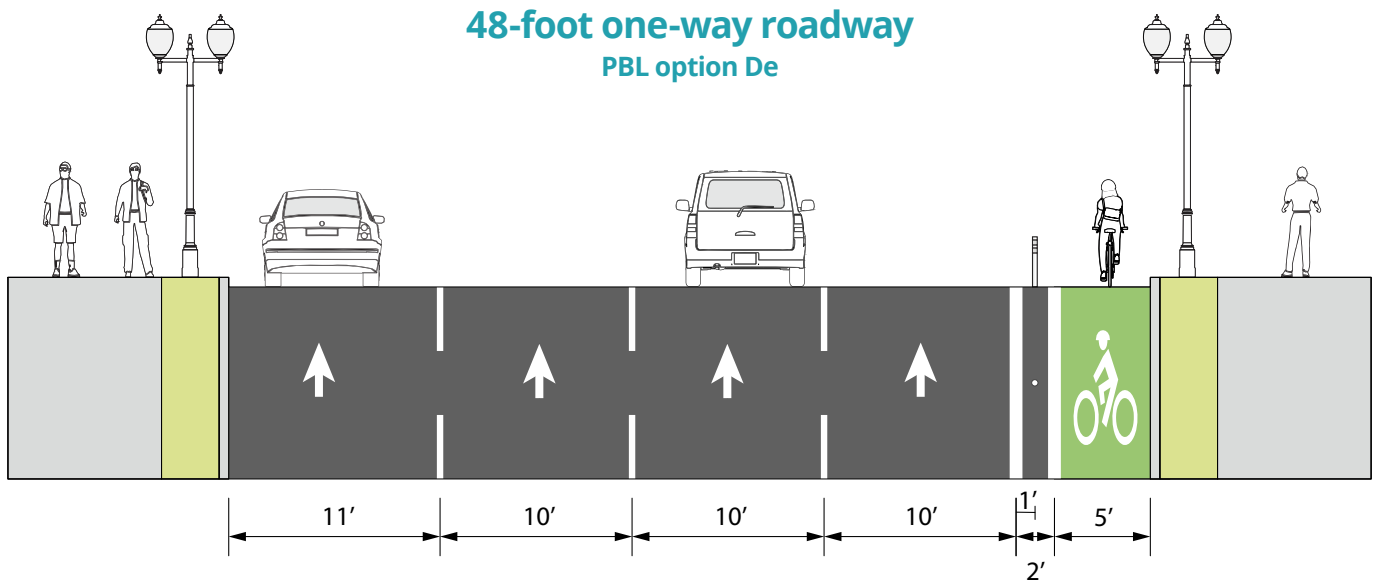 48-foot one-way roadway
PBL option De
11’ 10’ 10’ 10’ 1’ 5’
2’